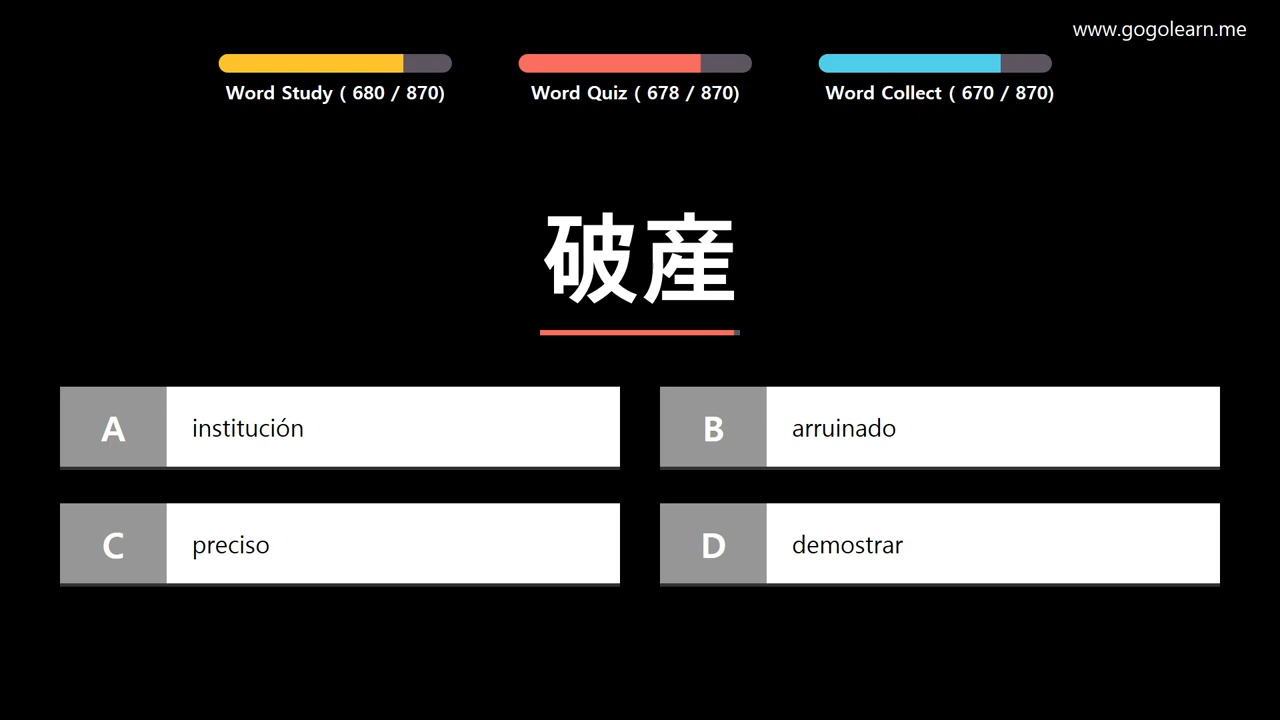 www.gogolearn.me
Word Study ( 680 / 870)
Word Quiz ( 678 / 870)
Word Collect ( 670 / 870)
破産
A institución
B arruinado
C preciso
D demostrar